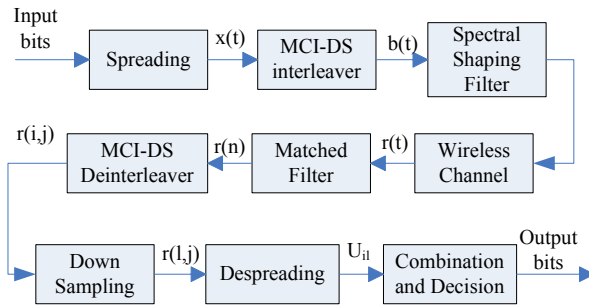 Input
bits
Spreading
x(t)
MCI-DS
interleaver
b(t)
Spectral
Shaping
Filter
r(i,j)
MCI-DS
Deinterleaver
r(n)
Matched
Filter
r(t)
Wireless
Channel
Down
Sampling
r(l,j)
Despreading
Uil
Combination
and Decision
Output
bits